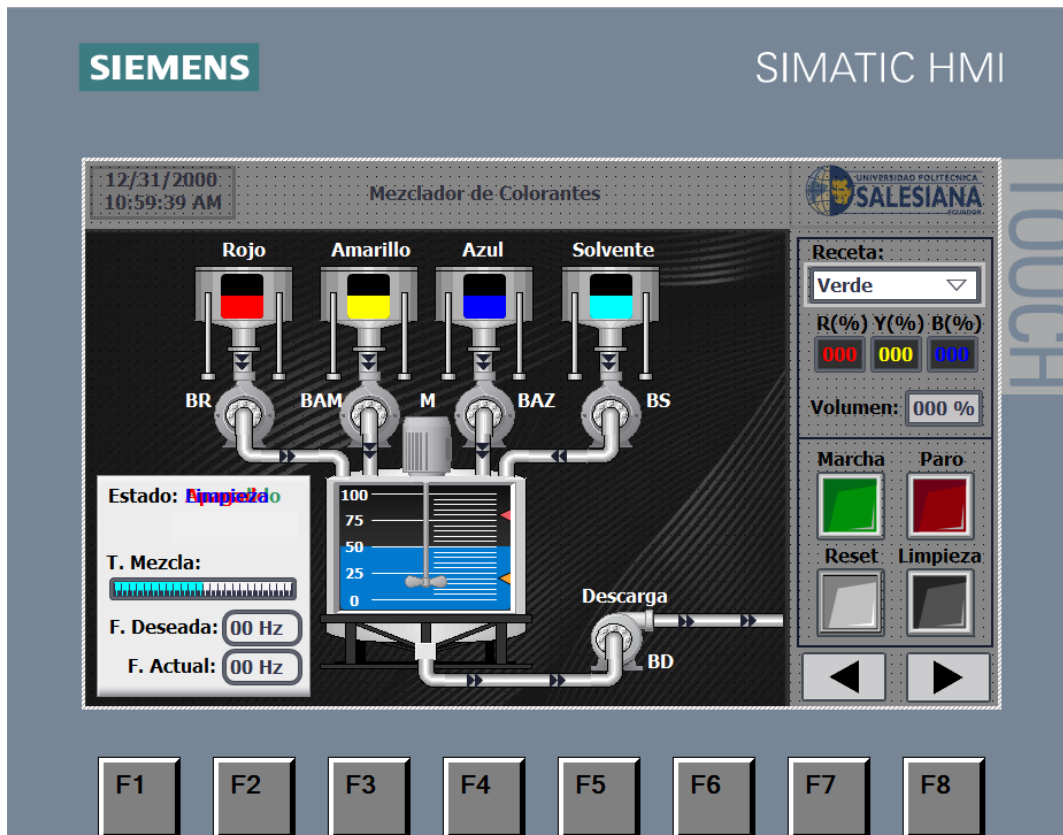 SIEMENS
SIMATIC HMI
TOUCH
12/31/2000
10:59:39 AM
Mezclador de Colorantes
UNIVERSIDAD POLITÉCNICA
SALESIANA
ECUADOR
Rojo
Amarillo
Azul
Solvente
BR
BAM
M
BAZ
BS
Receta:
Verde
R(%) Y(%) B(%)
000 000 000
Volumen: 000 %
Marcha Paro
Reset Limpieza
Estado: Limpieza
T. Mezcla:
F. Deseada: 00 Hz
F. Actual: 00 Hz
100
75
50
25
0
Descarga
BD
F1 F2 F3 F4 F5 F6 F7 F8